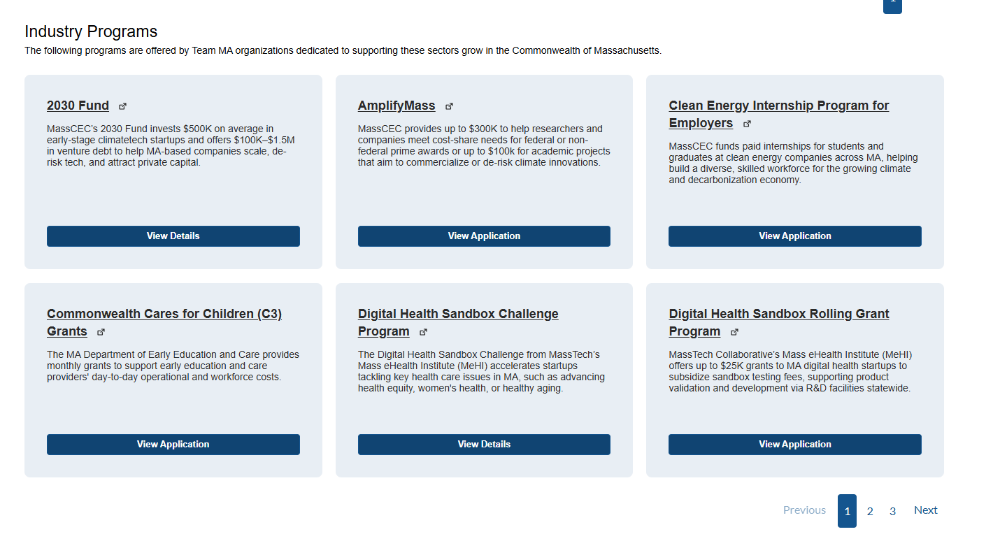 1
Industry Programs
The following programs are offered by Team MA organizations dedicated to supporting these sectors grow in the Commonwealth of Massachusetts.
2030 Fund
MassCEC's 2030 Fund invests $500K on average in
early-stage climatetech startups and offers $100K–$1.5M
in venture debt to help MA-based companies scale, de-
risk tech, and attract private capital.
View Details
AmplifyMass
MassCEC provides up to $300K to help researchers and
companies meet cost-share needs for federal or non-
federal prime awards or up to $100k for academic projects
that aim to commercialize or de-risk climate innovations.
View Application
Clean Energy Internship Program for
Employers
MassCEC funds paid internships for students and
graduates at clean energy companies across MA, helping
build a diverse, skilled workforce for the growing climate
and decarbonization economy.
View Application
Commonwealth Cares for Children (C3)
Grants
The MA Department of Early Education and Care provides
monthly grants to support early education and care
providers' day-to-day operational and workforce costs.
View Application
Digital Health Sandbox Challenge
Program
The Digital Health Sandbox Challenge from MassTech's
Mass eHealth Institute (MeHI) accelerates startups
tackling key health care issues in MA, such as advancing
health equity, women's health, or healthy aging.
View Details
Digital Health Sandbox Rolling Grant
Program
MassTech Collaborative's Mass eHealth Institute (MeHI)
offers up to $25K grants to MA digital health startups to
subsidize sandbox testing fees, supporting product
validation and development via R&D facilities statewide.
View Application
Previous 1 2 3 Next